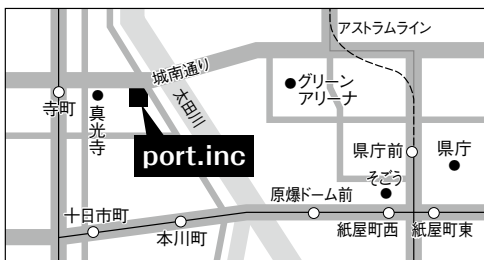 アストラムライン
城南通り
グリーン
アリーナ
太田川
寺町
真光寺
port.inc
県庁前
県庁
そごう
原爆ドーム前
十日市町
本川町
紙屋町西
紙屋町東